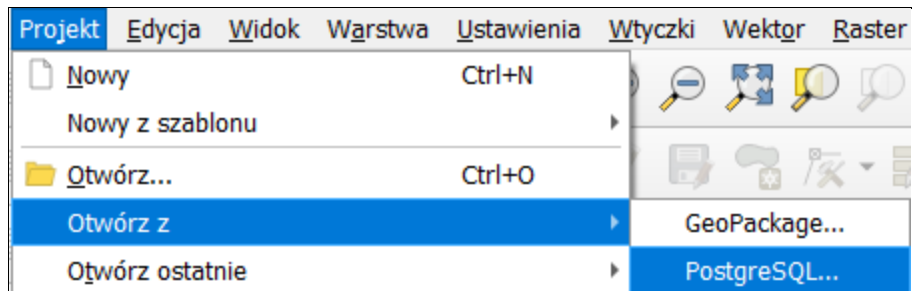 Projekt Edycja Widok Warstwa Ustawienia Wtyczki Wektor Raster
Nowy Ctrl+N
Nowy z szablonu
Otwórz... Ctrl+O
Otwórz z
GeoPackage...
Otwórz ostatnie
PostgreSQL...